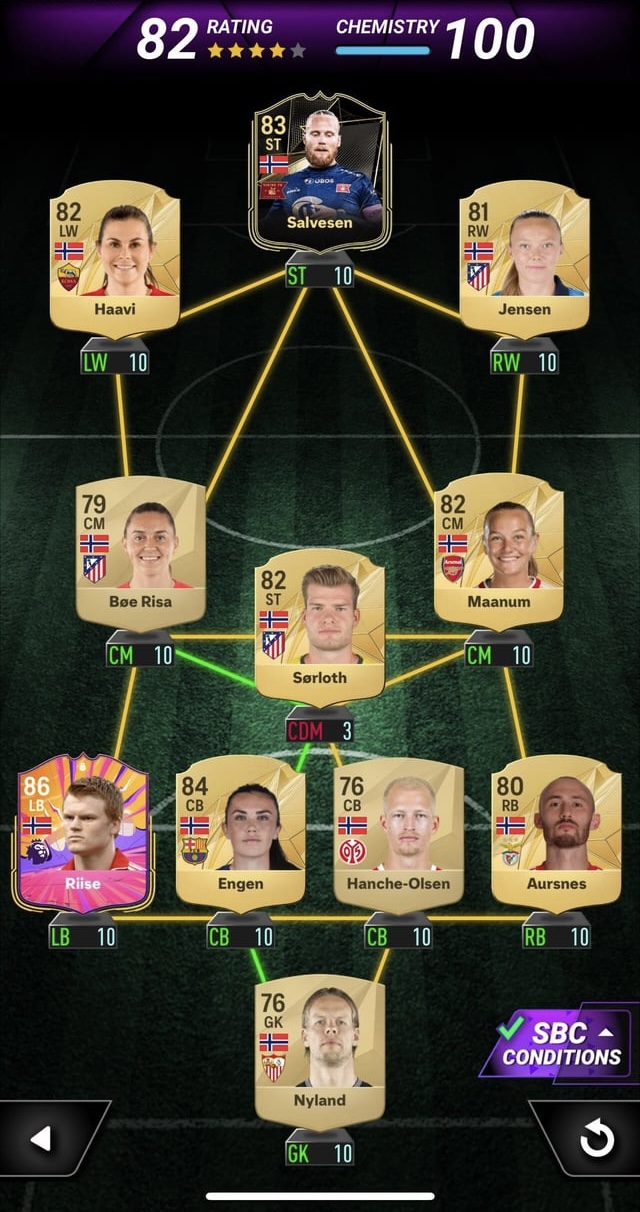 82 RATING CHEMISTRY 100
83
ST
Salvesen
ST 10
82
LW
Haavi
LW 10
81
RW
Jensen
RW 10
79
CM
Bøe Risa
CM 10
82
ST
Sørloth
CDM 3
82
CM
Maanum
CM 10
86
LB
Riise
LB 10
84
CB
Engen
CB 10
76
CB
Hanche-Olsen
CB 10
80
RB
Aursnes
RB 10
76
GK
Nyland
GK 10
SBC
CONDITIONS